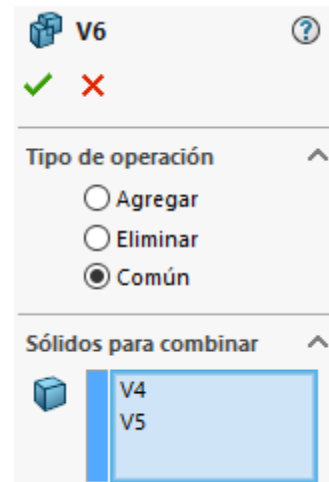 V6
Tipo de operación
Agregar
Eliminar
Común
Sólidos para combinar
V4
V5